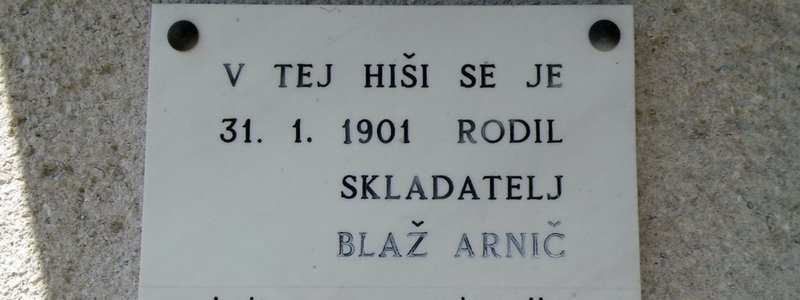 V TEJ HIŠI SE JE
31. 1. 1901 RODIL
SKLADATELJ
BLAŽ ARNIČ